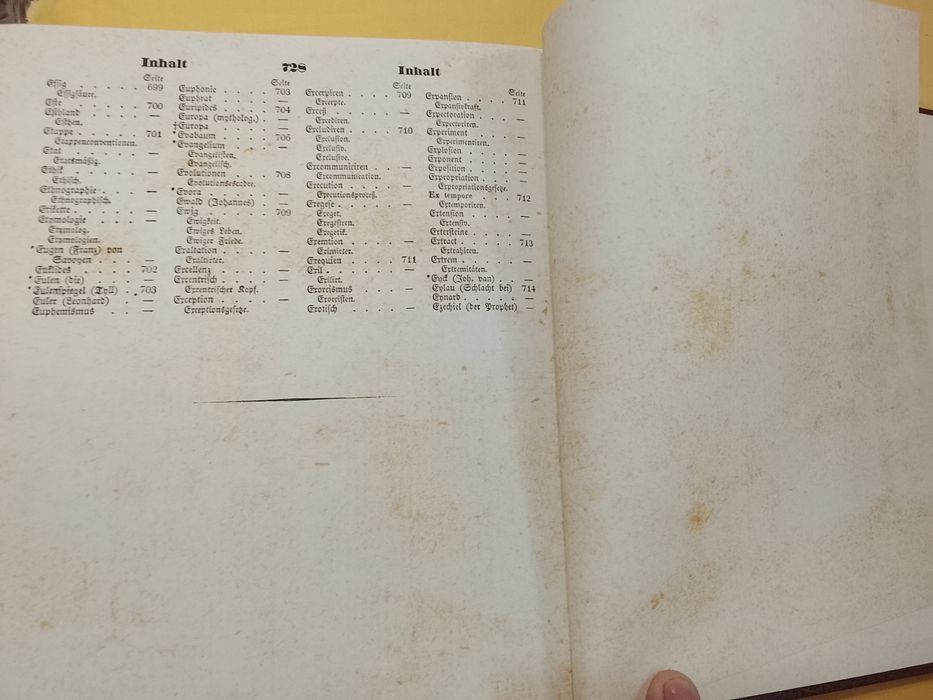 Inhalt 728 Inhalt
Seite
Essig . . . . . 699
Essigsäure.
Este . . . . . 700
Esthland . . . . —
Esthen.
Etappe . . . . . 701
Etappenconventionen.
Etat . . . . . —
Etatsmäßig.
Ethik . . . . . —
Ethisch.
Ethnographie . . . —
Ethnographisch.
Etikette . . . . —
Etymologie . . . . —
Etymolog.
Etymologien.
*Eugen (Franz) von
Savoyen . . . —
Euklides . . . . 702
*Eulen (die) . . . —
*Eulenspiegel (Tyll) . . 703
Euler (Leonhard) . . —
Euphemismus . . . —
Seite
Euphonie . . . . 703
Euphrat . . . . —
Euripides . . . . 704
Europa (mytholog.) . —
†Europa . . . . —
*Evabaum . . . . 706
*Evangelium . . . . —
Evangelisten.
Evangelisch.
Evolutionen . . . 708
Evolutionsescadre.
*Evora . . . . . —
Ewald (Johannes) . . —
Ewig . . . . . 709
Ewigkeit.
Ewiges Leben.
Ewiger Friede.
Exaltation . . . . —
Exaltirter.
Excellenz . . . . —
Excentrisch . . . . —
Excentrischer Kopf.
Exception . . . . —
Exceptionsgesetze.
Seite
Excerpiren . . . . 709
Excerpte.
Exceß . . . . . —
Excediren.
Excludiren . . . . 710
Exclusion.
Exclusiv.
Exclusive.
Excommuniciren . . —
Excommunication.
Execution . . . . —
Executionsproceß.
Exegese . . . . . —
Exeget.
Exegesiren.
Exegetik.
Exemtion . . . . —
Eximirter.
Exequien . . . . 711
Exil . . . . . —
Exilirt.
Exorcismus . . . —
Exorcisten.
Exotisch . . . . —
Seite
Expansion . . . . 711
Expansivkraft.
Expectoration . . . —
Expectoriren.
Experiment . . . —
Experimentiren.
Explosion . . . . —
Exponent . . . . —
Exposition . . . . —
Expropriation . . . —
Expropriationsgesetze.
Ex tempore . . . . 712
Extemporiren.
Extension . . . . —
Extensiv.
Externsteine . . . . —
Extract . . . . . 713
Extrahiren.
Extrem . . . . . —
Extremitäten.
*Eyck (Joh. van) . . —
Eylau (Schlacht bei) 714
Eynard . . . . . —
Ezechiel (der Prophet) —